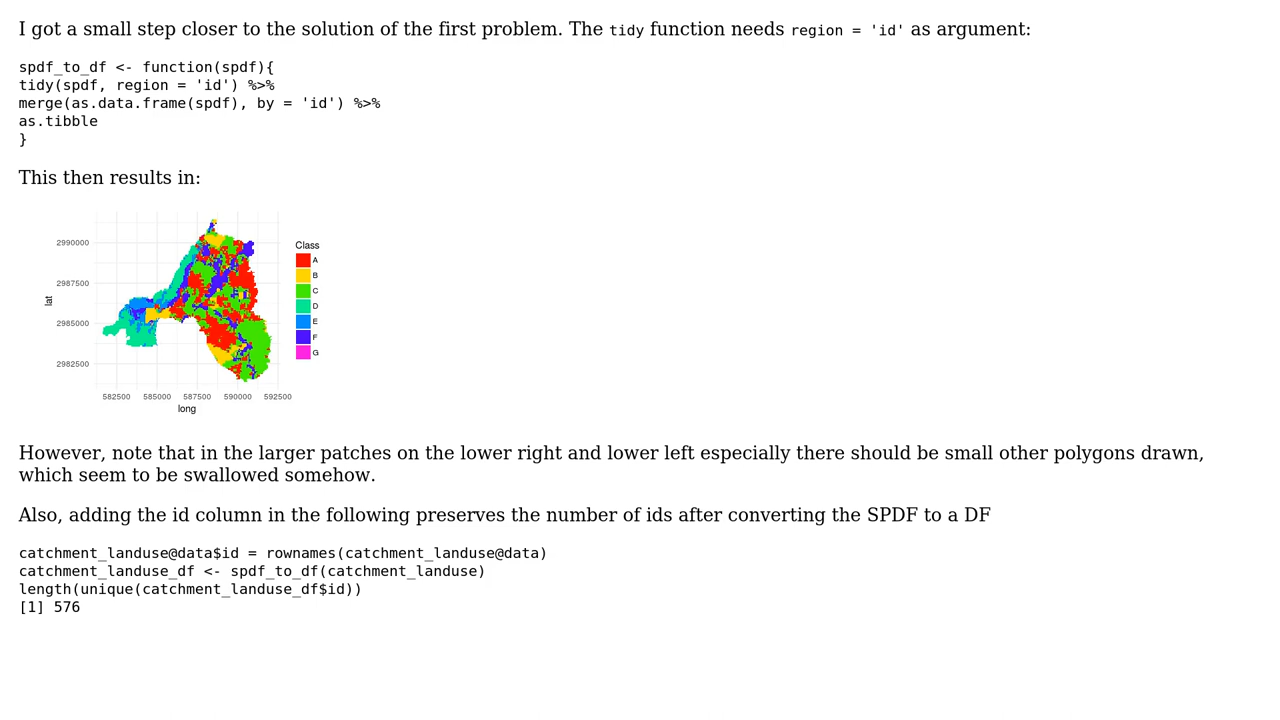 I got a small step closer to the solution of the first problem. The tidy function needs region = 'id' as argument:
spdf_to_df <- function(spdf){
tidy(spdf, region = 'id') %>%
merge(as.data.frame(spdf), by = 'id') %>%
as.tibble
}
This then results in:
2990000
2987500
2985000
2982500
lat
582500 585000 587500 590000 592500
long
Class
A
B
C
D
E
F
G
However, note that in the larger patches on the lower right and lower left especially there should be small other polygons drawn,
which seem to be swallowed somehow.
Also, adding the id column in the following preserves the number of ids after converting the SPDF to a DF
catchment_landuse@data$id = rownames(catchment_landuse@data)
catchment_landuse_df <- spdf_to_df(catchment_landuse)
length(unique(catchment_landuse_df$id))
[1] 576